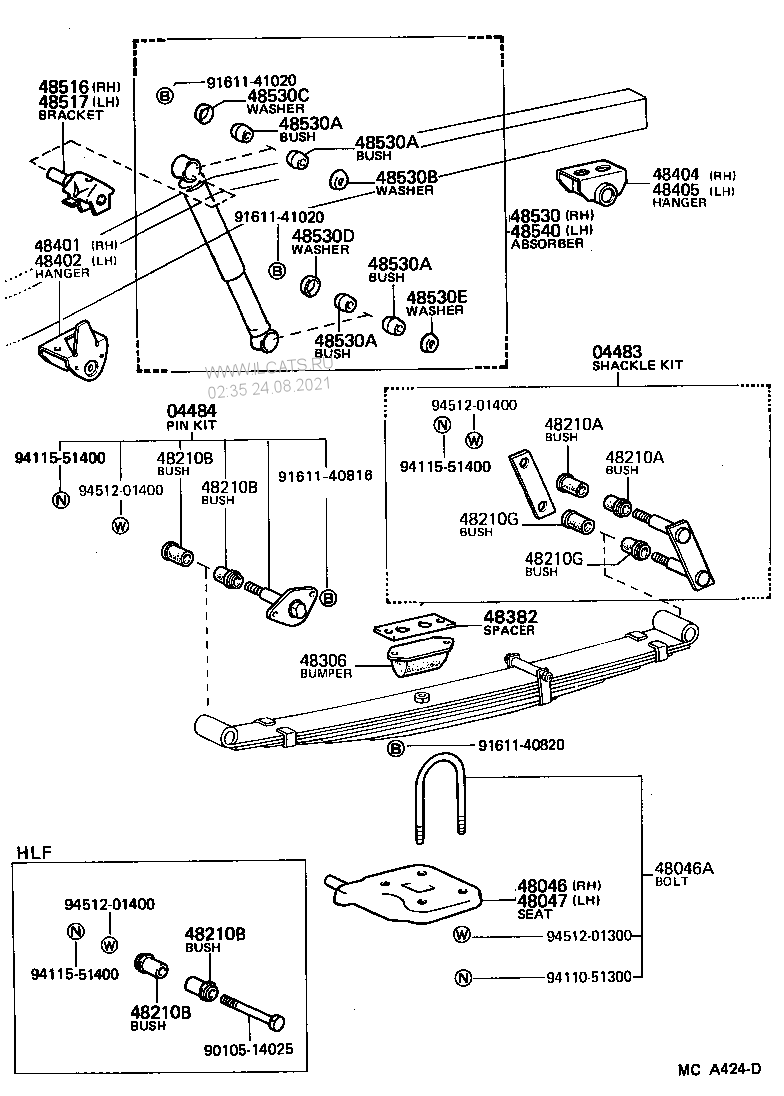 48516 (RH)
48517 (LH)
BRACKET
91611-41020
B
48530C
WASHER
48530A
BUSH
48530A
BUSH
48530B
WASHER
48404 (RH)
48405 (LH)
HANGER
91611-41020
48530 (RH)
48540 (LH)
ABSORBER
48401 (RH)
48402 (LH)
HANGER
48530D
WASHER
B
48530A
BUSH
48530E
WASHER
48530A
BUSH
WWW.ILCATS.RU
02:35 24.08.2021
04483
SHACKLE KIT
04484
PIN KIT
94512-01400
N
W
48210A
BUSH
94115-51400
48210B
BUSH
94115-51400
48210A
BUSH
94512-01400
48210B
BUSH
91611-40816
N
W
48210G
BUSH
48210G
BUSH
B
48382
SPACER
48306
BUMPER
B
91611-40820
HLF
48046A
BOLT
48046 (RH)
48047 (LH)
SEAT
94512-01400
N
W
48210B
BUSH
W
94512-01300
94115-51400
N
94110-51300
48210B
BUSH
90105-14025
MC A424-D